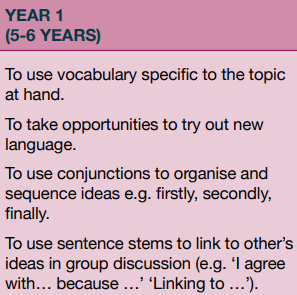 YEAR 1
(5-6 YEARS)
To use vocabulary specific to the topic
at hand.
To take opportunities to try out new
language.
To use conjunctions to organise and
sequence ideas e.g. firstly, secondly,
finally.
To use sentence stems to link to other’s
ideas in group discussion (e.g. ‘I agree
with… because …’ ‘Linking to …’).